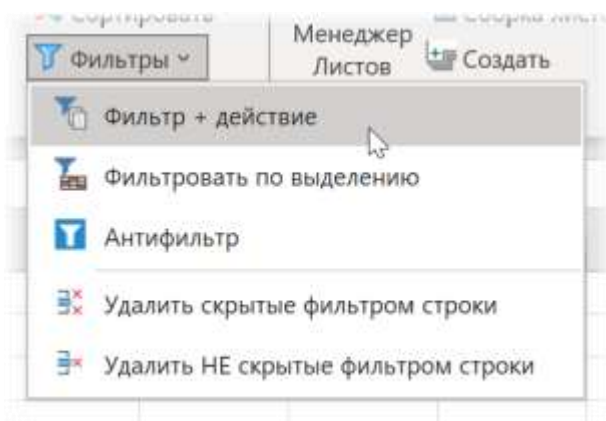 Сортировать
Фильтры
Менеджер
Листов
Создать
Фильтр + действие
Фильтровать по выделению
Антифильтр
Удалить скрытые фильтром строки
Удалить НЕ скрытые фильтром строки